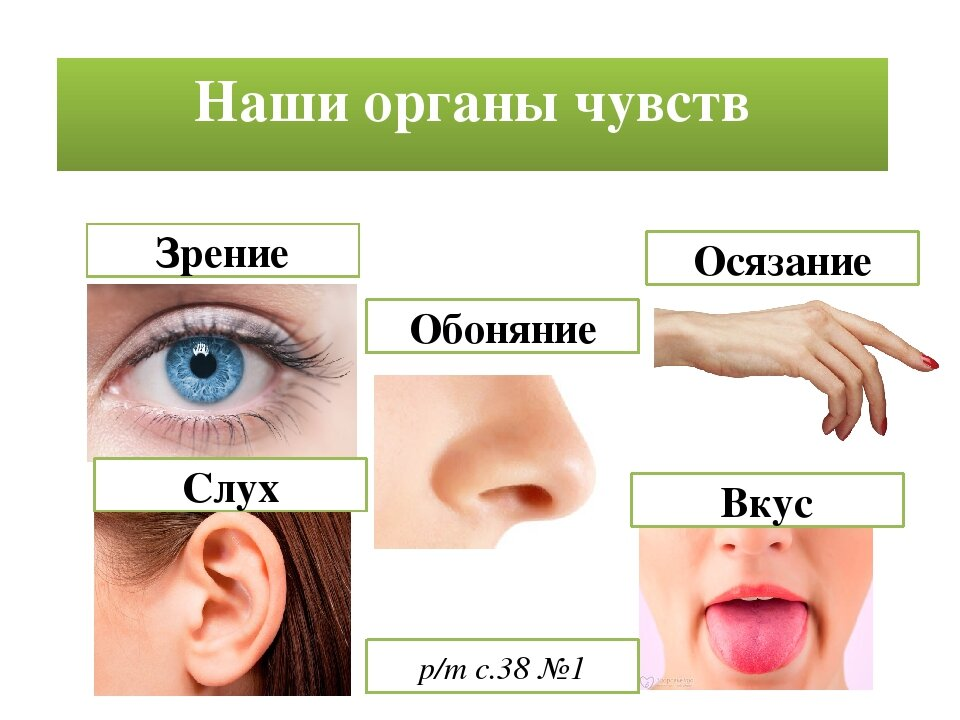 Наши органы чувств
Зрение
Осязание
Обоняние
Слух
Вкус
р/т с.38 №1